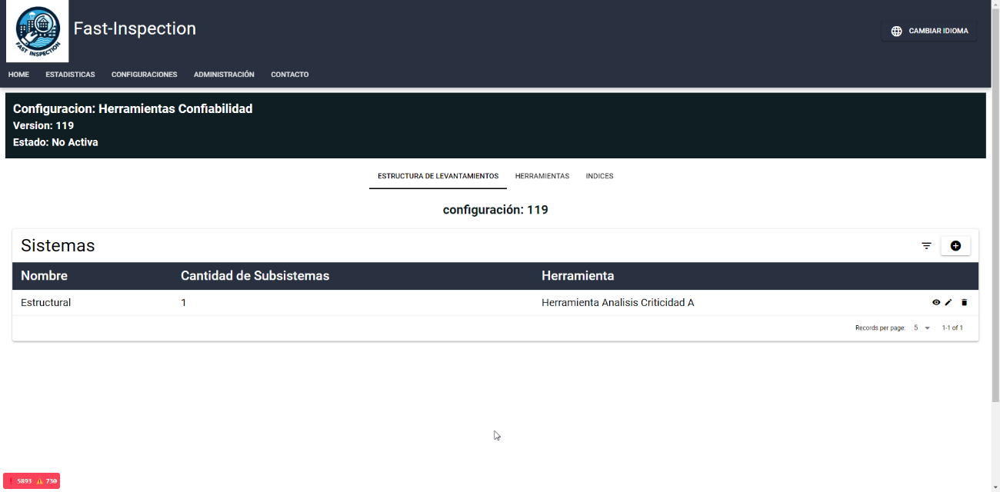 FAST INSPECTION
Fast-Inspection
CAMBIAR IDIOMA
HOME ESTADISTICAS CONFIGURACIONES ADMINISTRACIÓN CONTACTO
Configuracion: Herramientas Confiabilidad
Version: 119
Estado: No Activa
ESTRUCTURA DE LEVANTAMIENTOS HERRAMIENTAS INDICES
configuración: 119
Sistemas
Nombre Cantidad de Subsistemas Herramienta
Estructural 1 Herramienta Analisis Criticidad A
Records per page: 5 1-1 of 1
5893 730